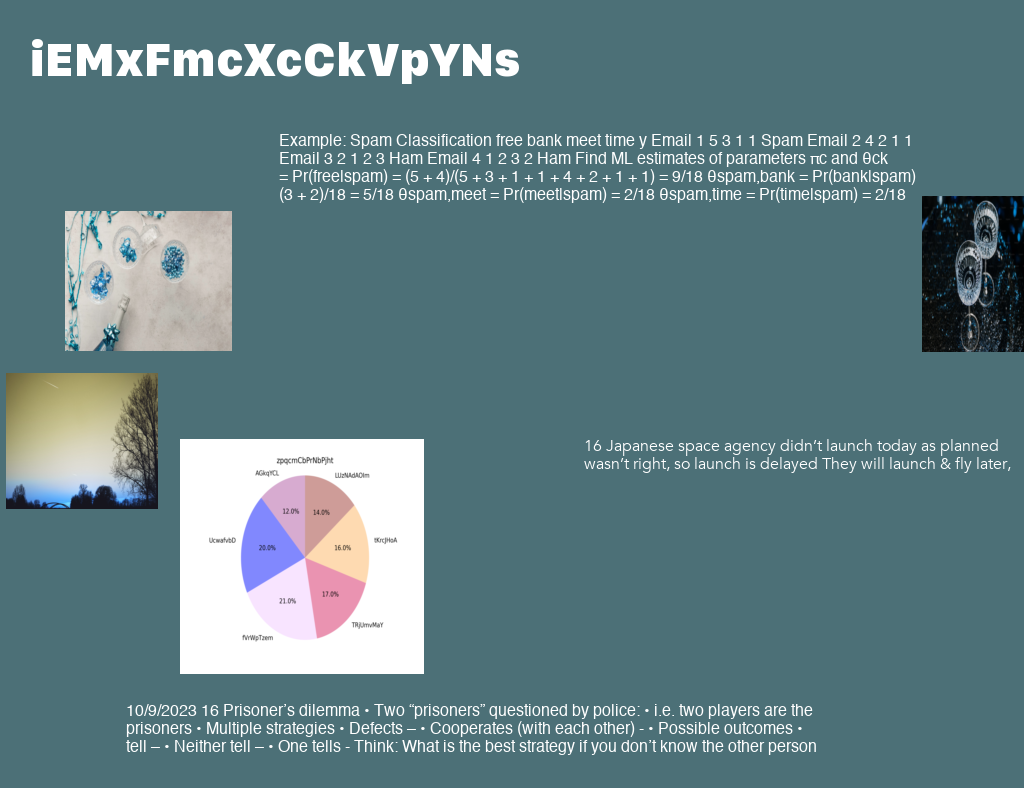 iEMxFmcXcCkVpYNs
Example: Spam Classification free bank meet time y Email 1 5 3 1 1 Spam Email 2 4 2 1 1
Email 3 2 1 2 3 Ham Email 4 1 2 3 2 Ham Find ML estimates of parameters πc and θck
= Pr(free|spam) = (5 + 4)/(5 + 3 + 1 + 1 + 4 + 2 + 1 + 1) = 9/18 θspam,bank = Pr(bank|spam)
(3 + 2)/18 = 5/18 θspam,meet = Pr(meet|spam) = 2/18 θspam,time = Pr(time|spam) = 2/18
16 Japanese space agency didn’t launch today as planned
wasn’t right, so launch is delayed They will launch & fly later,
zpqcmCbPrNbPjht
AGkqYCL
12.0%
14.0%
UcwafvbD
20.0%
16.0%
tKrcJHoA
21.0%
17.0%
TRjUmvMaY
fVrWpTzem
10/9/2023 16 Prisoner’s dilemma • Two “prisoners” questioned by police: • i.e. two players are the
prisoners • Multiple strategies • Defects – • Cooperates (with each other) - • Possible outcomes •
tell – • Neither tell – • One tells - Think: What is the best strategy if you don’t know the other person